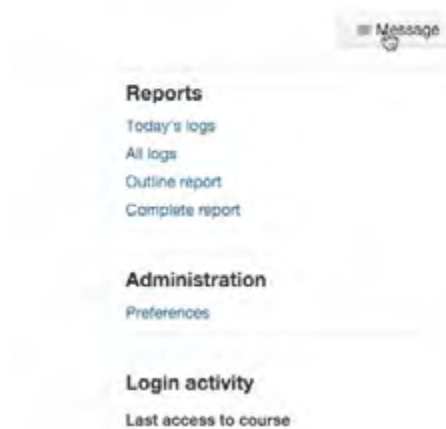 Message
Reports
Today's logs
All logs
Outline report
Complete report
Administration
Preferences
Login activity
Last access to course